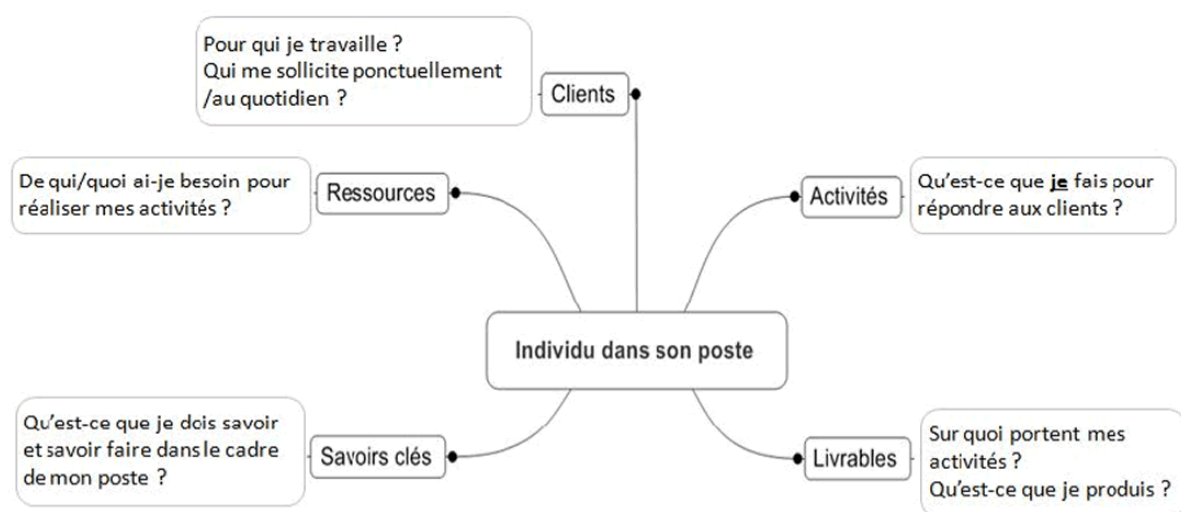 Pour qui je travaille ?
Qui me sollicite ponctuellement
/au quotidien ?
Clients
De qui/quoi ai-je besoin pour
réaliser mes activités ?
Ressources
Activités
Qu'est-ce que je fais pour
répondre aux clients ?
Individu dans son poste
Qu'est-ce que je dois savoir
et savoir faire dans le cadre
de mon poste ?
Savoirs clés
Livrables
Sur quoi portent mes
activités ?
Qu'est-ce que je produis ?